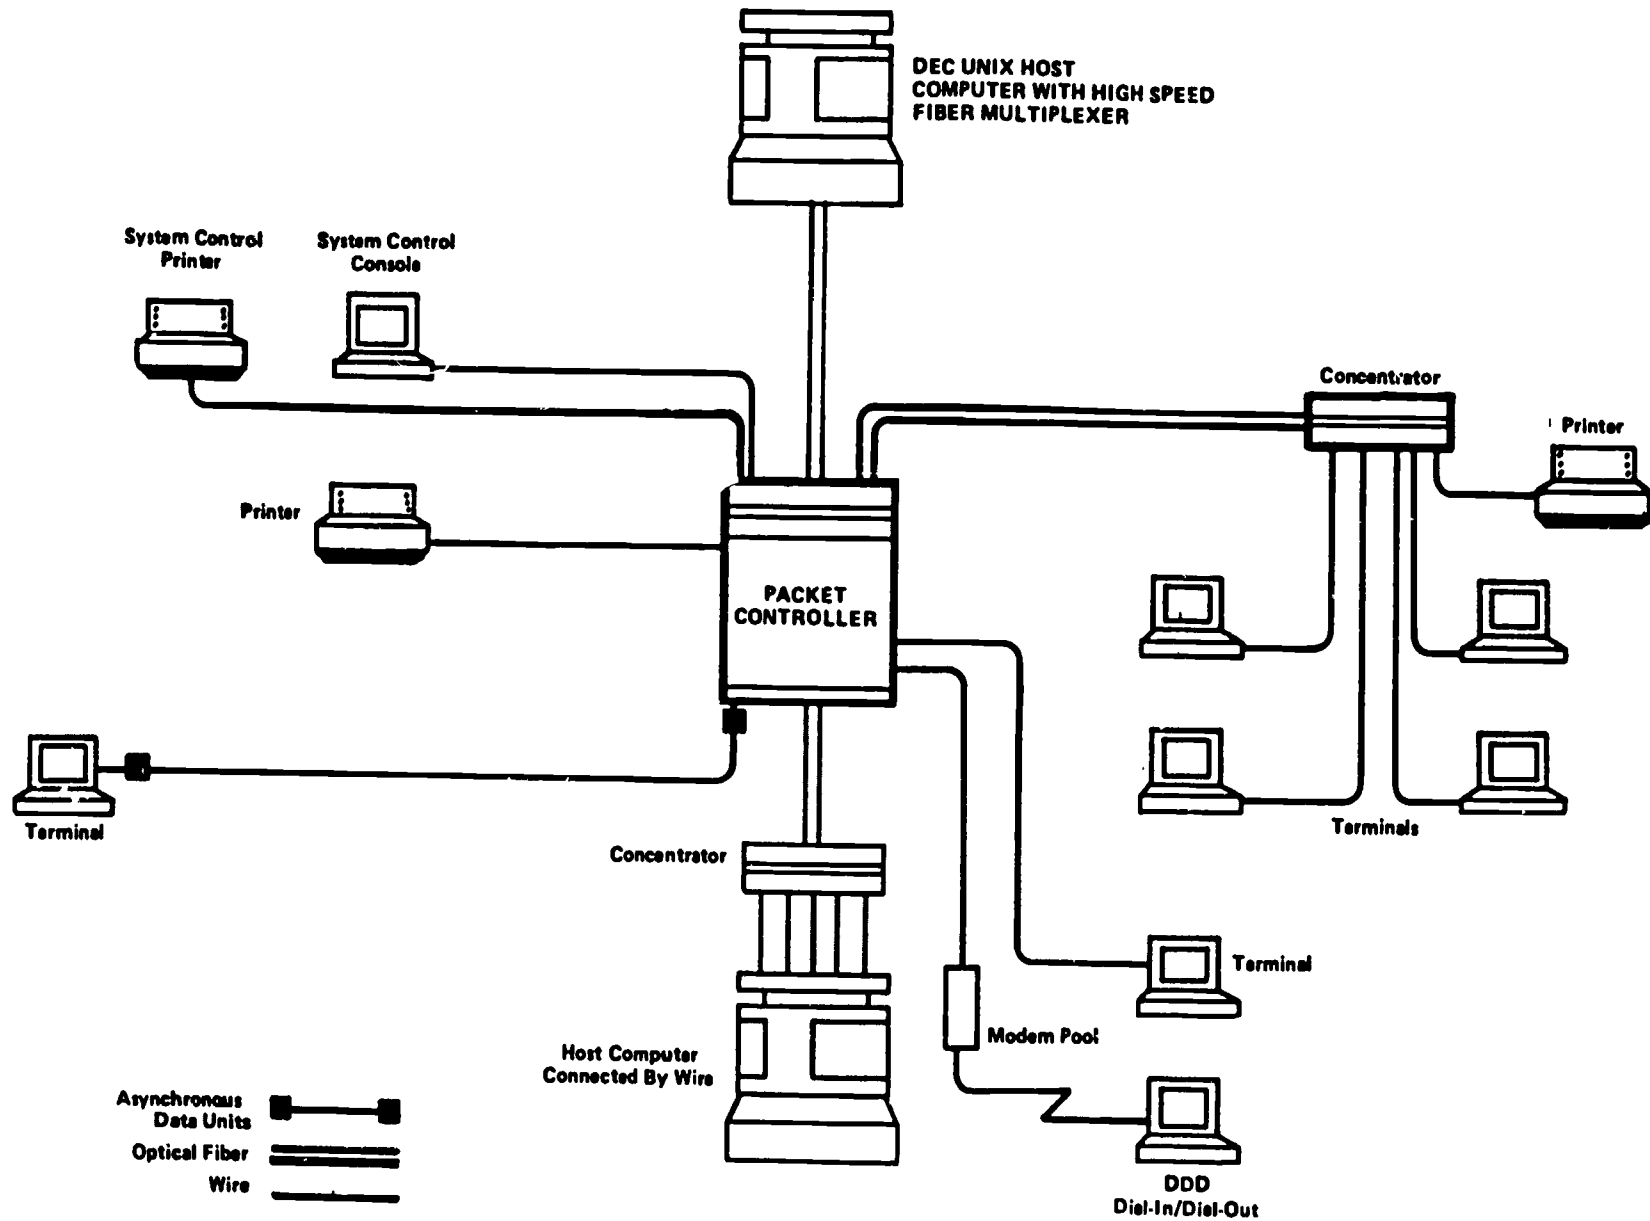 DEC UNIX HOST
COMPUTER WITH HIGH SPEED
FIBER MULTIPLEXER
System Control
Printer
System Control
Console
Concentrator
Printer
Printer
PACKET
CONTROLLER
Terminal
Terminals
Concentrator
Terminal
Modem Pool
Host Computer
Connected By Wire
Asynchronous
Data Units
Optical Fiber
Wire
DDD
Dial-In/Dial-Out